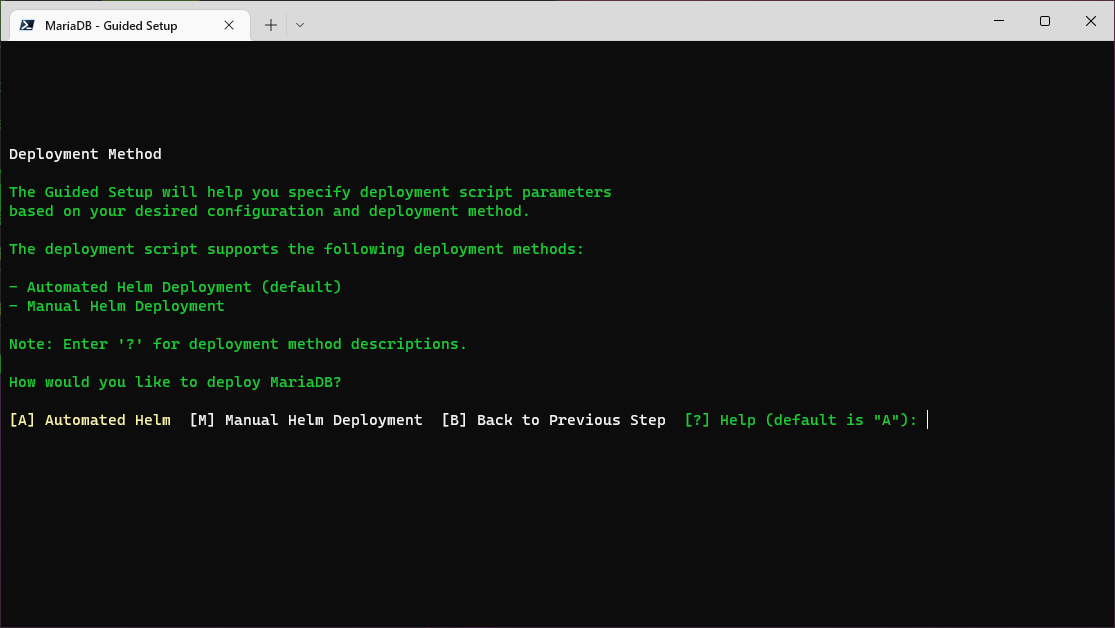 MariaDB - Guided Setup
Deployment Method
The Guided Setup will help you specify deployment script parameters
based on your desired configuration and deployment method.
The deployment script supports the following deployment methods:
- Automated Helm Deployment (default)
- Manual Helm Deployment
Note: Enter '?' for deployment method descriptions.
How would you like to deploy MariaDB?
[A] Automated Helm  [M] Manual Helm Deployment  [B] Back to Previous Step  [?] Help (default is "A"):